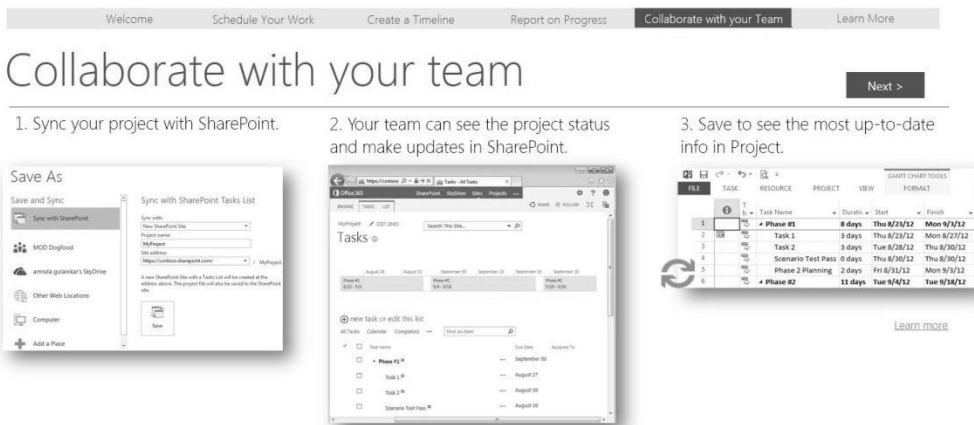 Welcome
Schedule Your Work
Create a Timeline
Report on Progress
Collaborate with your Team
Learn More
Collaborate with your team
Next >
1. Sync your project with SharePoint.
Save As
Save and Sync
Sync with SharePoint
MOD Dogfood
amruta gulanikar's SkyDrive
Other Web Locations
Computer
Add a Place
Sync with SharePoint Tasks List
Sync with:
New SharePoint Site
Project name:
MyProject
Site address:
https://contoso.sharepoint.com/ / MyProject
A new SharePoint Site with a Tasks List will be created at the
address above. The project file will also be saved to the SharePoint
site.
Save
2. Your team can see the project status
and make updates in SharePoint.
https://contoso
Tasks - All Tasks
Office 365
SharePoint SkyDrive Sites Projects ...
BROWSE TASKS LIST
SHARE FOLLOW
MyProject EDIT LINKS
Search This Site...
Tasks
August 26 August 31 September 05 September 10 September 15 September 20
Phase #1 Phase #2 Phase #3
new task or edit this list
All Tasks Calendar Completed ... Find an item
Task Name Due Date Assigned To
Phase #1 ... September 03
Task 1 ... August 27
Task 2 ... August 30
Scenario Test Pass ... August 30
3. Save to see the most up-to-date
info in Project.
GANTT CHART TOOLS
FILE TASK RESOURCE PROJECT VIEW FORMAT
Task Name Duratic Start Finish
1 Phase #1 8 days Thu 8/23/12 Mon 9/3/12
2 Task 1 3 days Thu 8/23/12 Mon 8/27/12
3 Task 2 3 days Tue 8/28/12 Thu 8/30/12
4 Scenario Test Pass 0 days Thu 8/30/12 Thu 8/30/12
5 Phase 2 Planning 2 days Fri 8/31/12 Mon 9/3/12
6 Phase #2 11 days Tue 9/4/12 Tue 9/18/12
Learn more